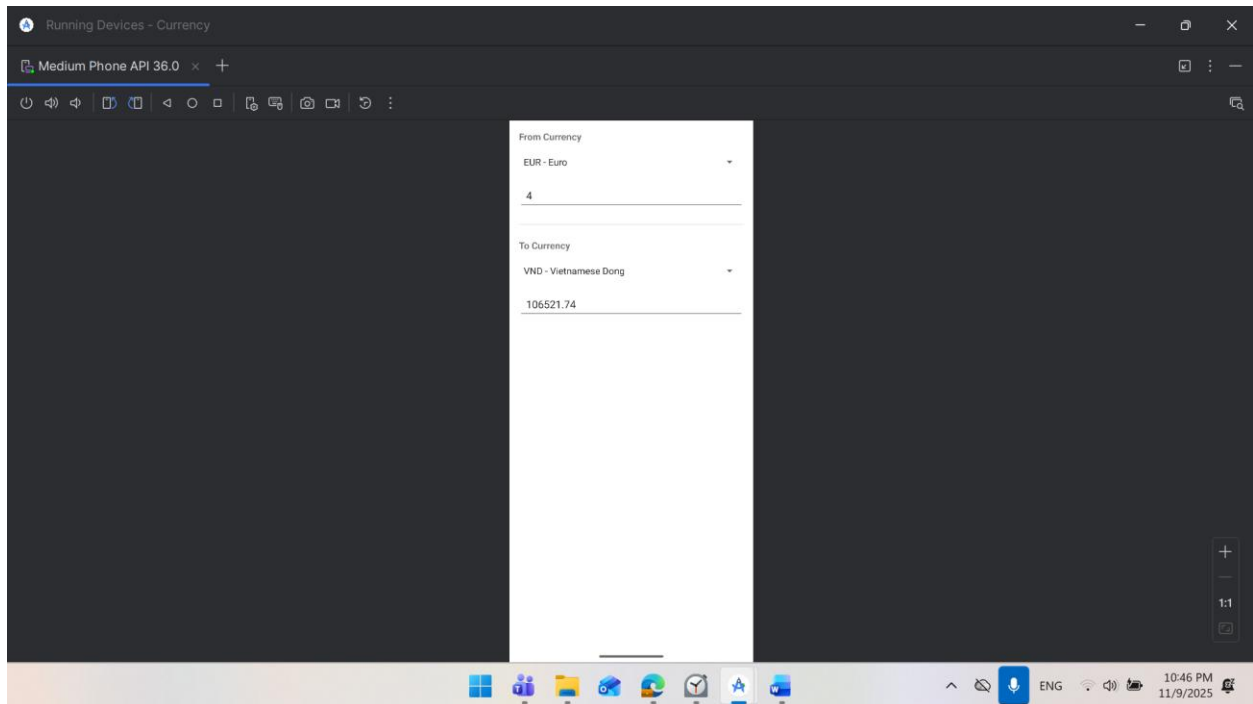 Running Devices - Currency
Medium Phone API 36.0
1:1
From Currency
EUR - Euro
4
To Currency
VND - Vietnamese Dong
106521.74
ENG
10:46 PM
11/9/2025